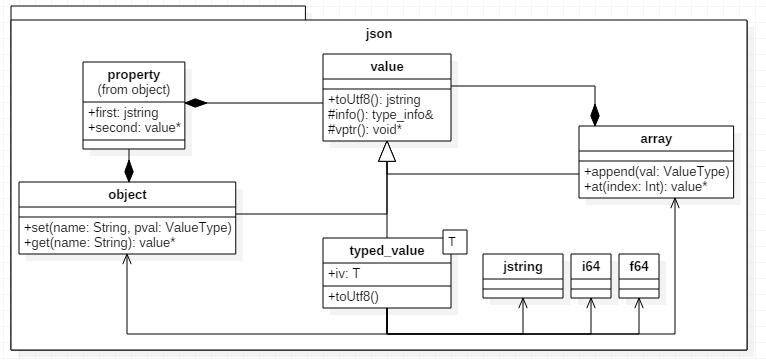 json
property
(from object)
+first: jstring
+second: value*
value
+toUtf8(): jstring
#info(): type_info&
#vptr(): void*
array
+append(val: ValueType)
+at(index: Int): value*
object
+set(name: String, pval: ValueType)
+get(name: String): value*
typed_value
T
+iv: T
+toUtf8()
jstring
i64
f64